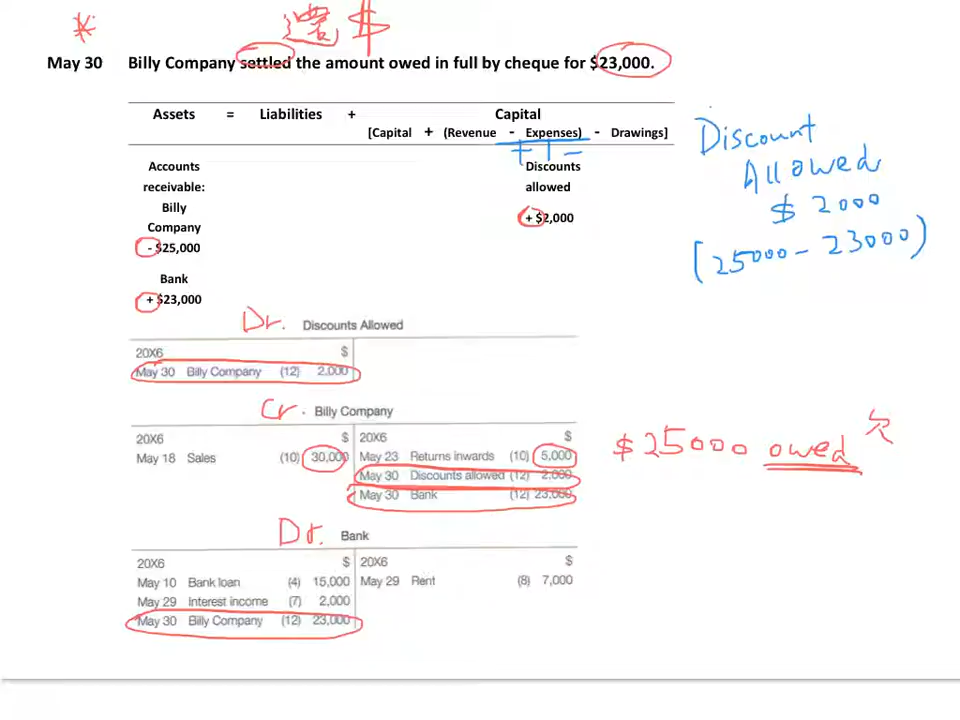 * 還 $
May 30 Billy Company settled the amount owed in full by cheque for $23,000.
Assets = Liabilities + Capital
[Capital + (Revenue - Expenses) - Drawings]
Accounts receivable: Billy Company - $25,000
Discounts allowed + $2,000
Bank + $23,000
Discount
Allowed
$ 2000
(25000 - 23000)
Dr. Discounts Allowed
20X6 $
May 30 Billy Company (12) 2,000
Cr. Billy Company
20X6 $ 20X6 $
May 18 Sales (10) 30,000 May 23 Returns inwards (10) 5,000
May 30 Discounts allowed (12) 2,000
May 30 Bank (12) 23,000
$25000 owed 欠
Dr. Bank
20X6 $ 20X6 $
May 10 Bank loan (4) 15,000 May 29 Rent (8) 7,000
May 29 Interest income (7) 2,000
May 30 Billy Company (12) 23,000